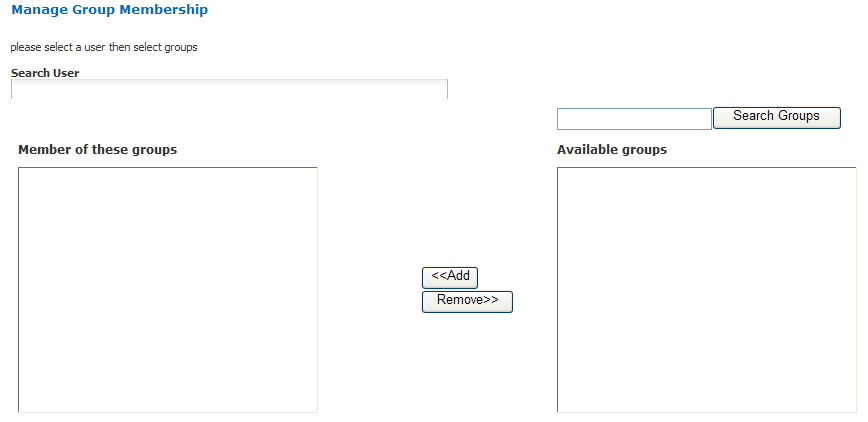 Manage Group Membership
please select a user then select groups
Search User
Search Groups
Member of these groups
Available groups
<<Add
Remove>>